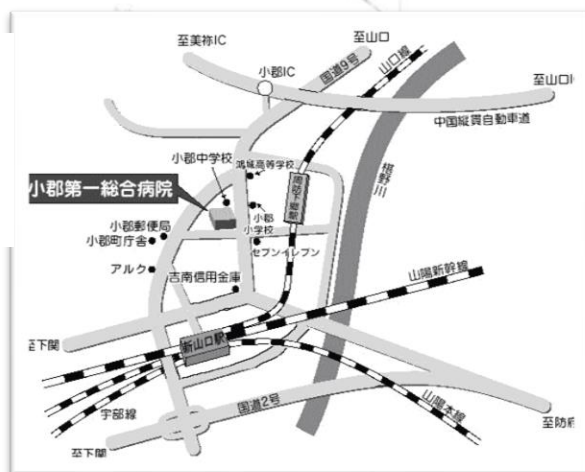 至美祢IC
至山口
国道9号
山口線
小郡IC
至山口I
中国縦貫自動車道
小郡中学校
鴻城高等学校
椹野川
小郡第一総合病院
周防下郷駅
小郡
小学校
小郡郵便局
小郡町庁舎
セブンイレブン
アルク
吉南信用金庫
山陽新幹線
至下関
新山口駅
宇部線
国道2号
山陽本線
至防府
至下関